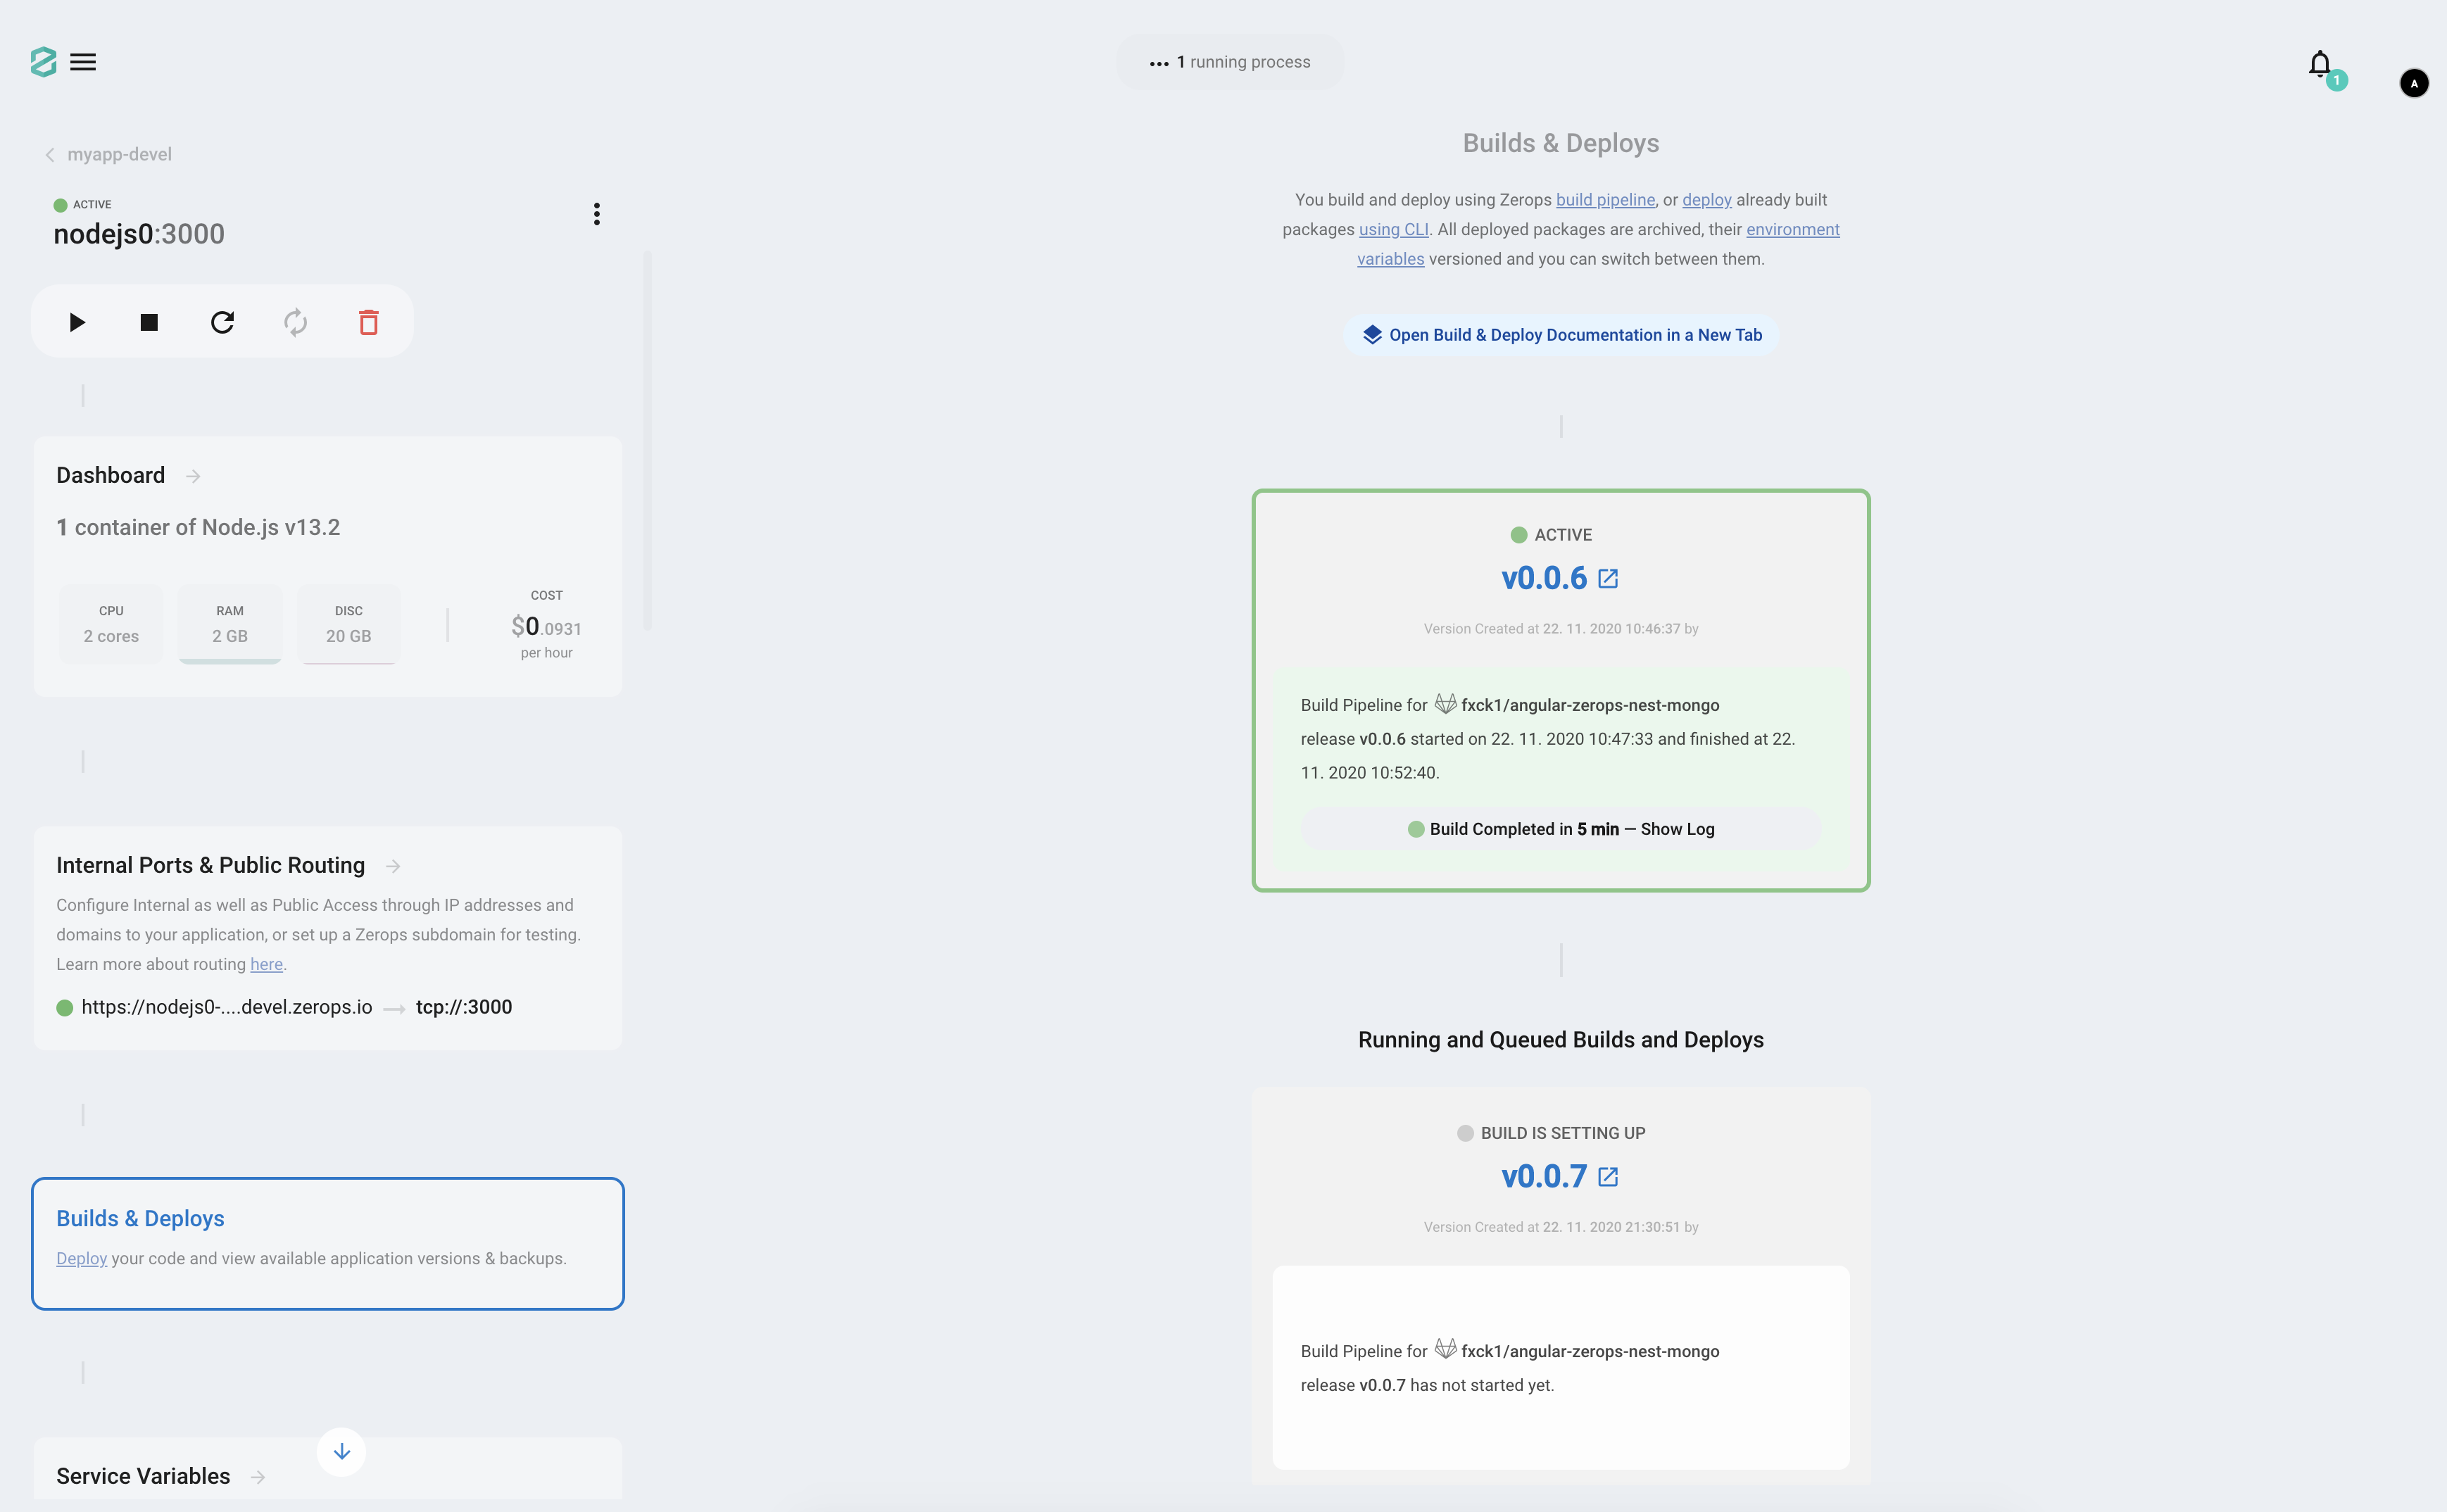 1 running process
1
A
myapp-devel
ACTIVE
nodejs0:3000
Dashboard
1 container of Node.js v13.2
CPU
2 cores
RAM
2 GB
DISC
20 GB
COST
$0.0931
per hour
Internal Ports & Public Routing
Configure Internal as well as Public Access through IP addresses and
domains to your application, or set up a Zerops subdomain for testing.
Learn more about routing here.
https://nodejs0-....devel.zerops.io → tcp://:3000
Builds & Deploys
Deploy your code and view available application versions & backups.
Service Variables
Builds & Deploys
You build and deploy using Zerops build pipeline, or deploy already built
packages using CLI. All deployed packages are archived, their environment
variables versioned and you can switch between them.
Open Build & Deploy Documentation in a New Tab
ACTIVE
v0.0.6
Version Created at 22. 11. 2020 10:46:37 by
Build Pipeline for fxck1/angular-zerops-nest-mongo
release v0.0.6 started on 22. 11. 2020 10:47:33 and finished at 22.
11. 2020 10:52:40.
Build Completed in 5 min — Show Log
Running and Queued Builds and Deploys
BUILD IS SETTING UP
v0.0.7
Version Created at 22. 11. 2020 21:30:51 by
Build Pipeline for fxck1/angular-zerops-nest-mongo
release v0.0.7 has not started yet.